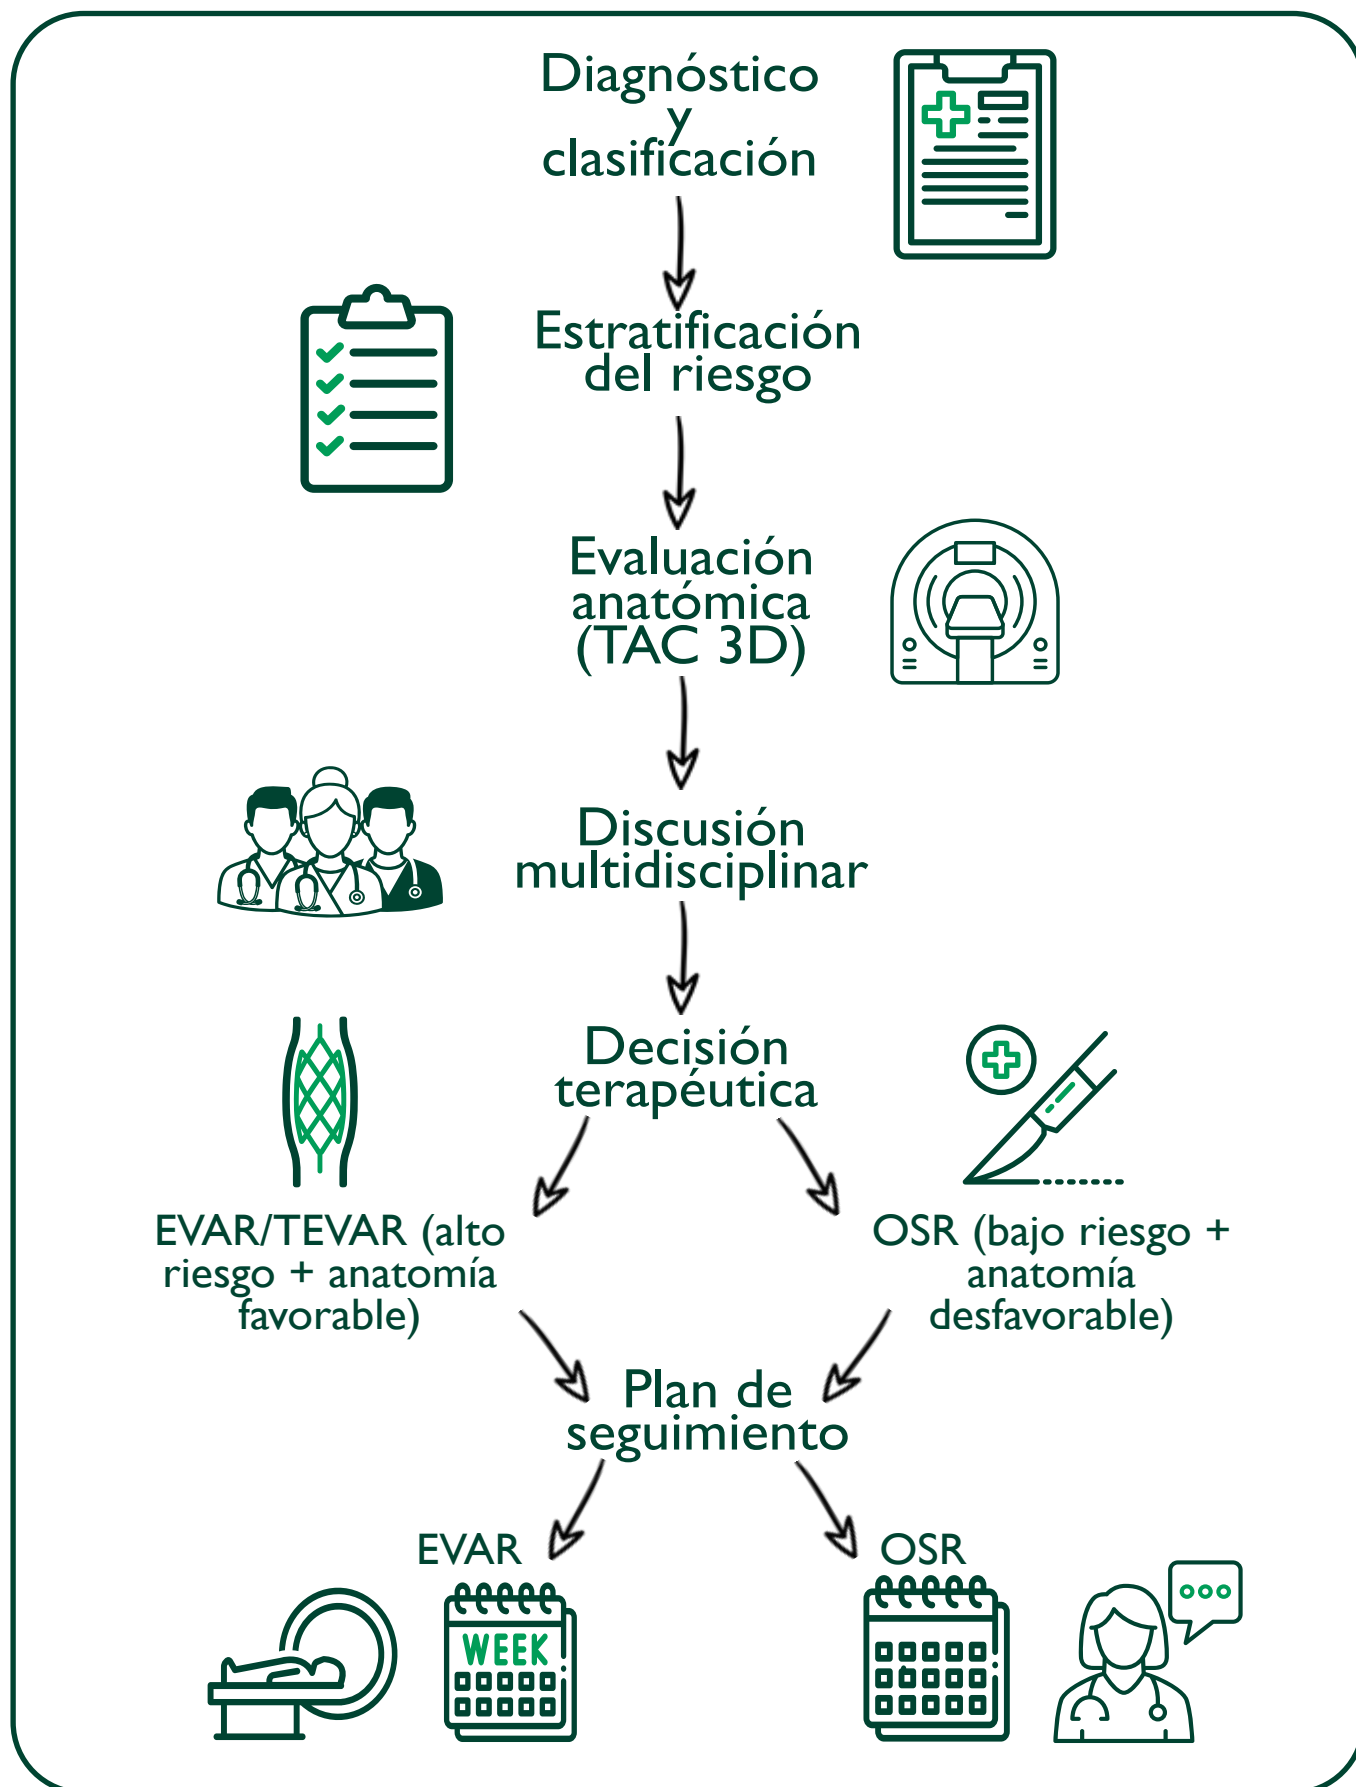 Diagnóstico
y
clasificación
Estratificación
del riesgo
Evaluación
anatómica
(TAC 3D)
Discusión
multidisciplinar
Decisión
terapéutica
EVAR/TEVAR (alto
riesgo + anatomía
favorable)
OSR (bajo riesgo +
anatomía
desfavorable)
Plan de
seguimiento
EVAR
WEEK
OSR